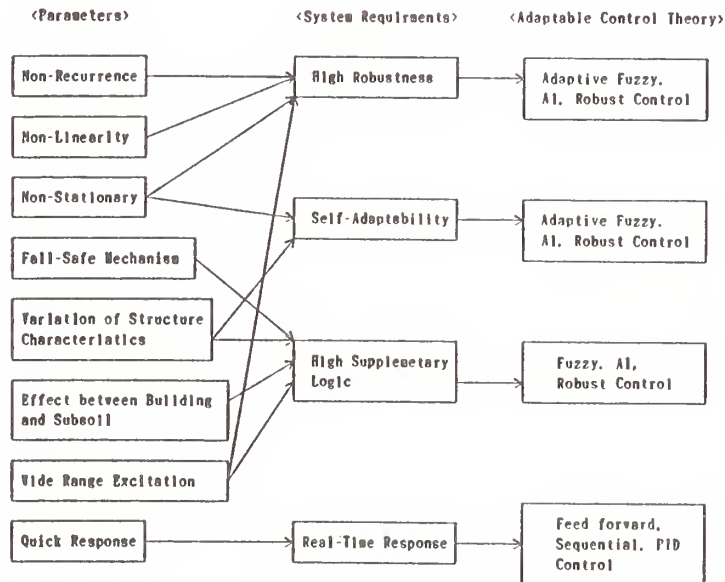 <Parameters>
<System Requirments>
<Adaptable Control Theory>
Non-Recurrence
High Robustness
Adaptive Fuzzy.
AI, Robust Control
Non-Linearity
Non-Stationary
Self-Adaptability
Adaptive Fuzzy.
AI, Robust Control
Fail-Safe Mechanism
Variation of Structure
Characteriatics
High Supplemetary
Logic
Fuzzy. AI,
Robust Control
Effect between Building
and Subsoil
Wide Range Excitation
Quick Response
Real-Time Response
Feed forward,
Sequential, PID
Control